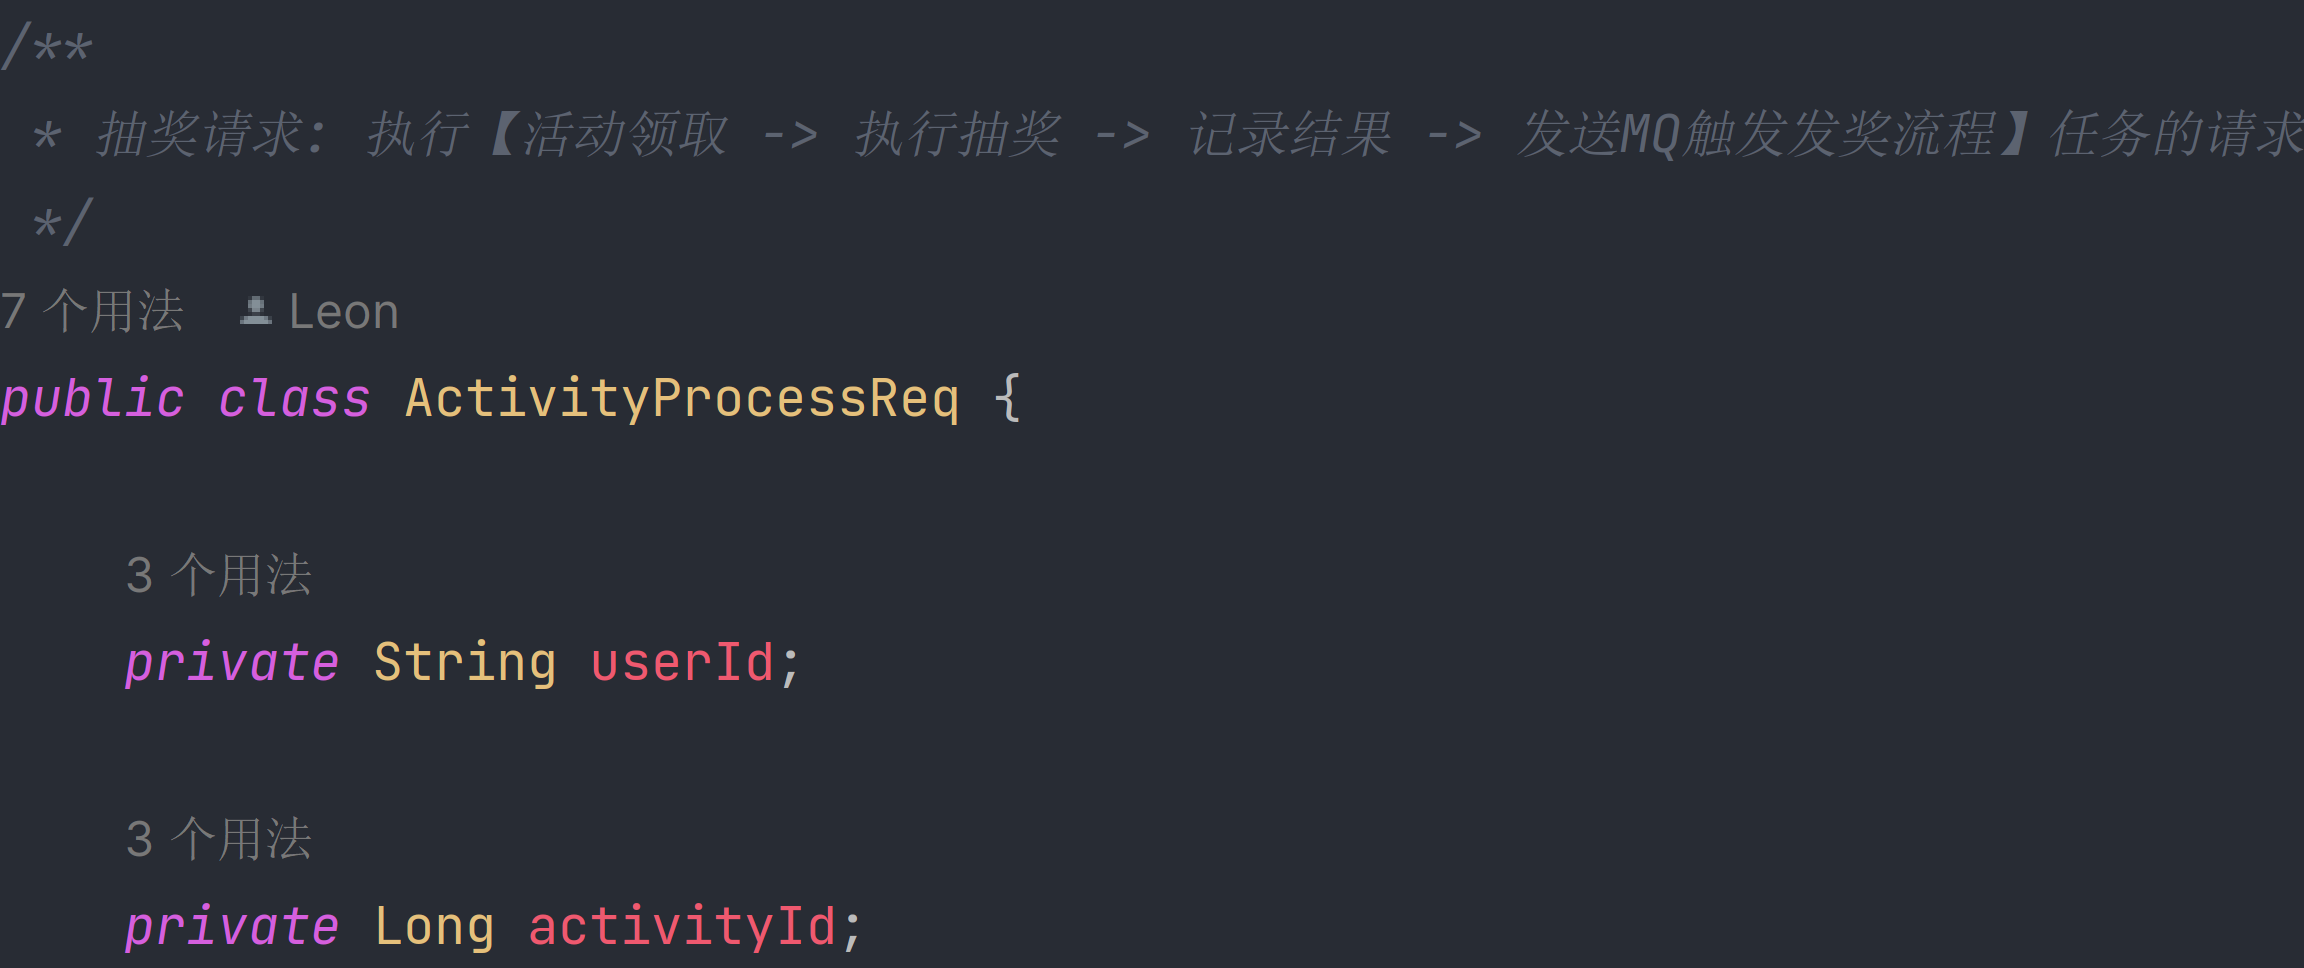 /**
 * 抽奖请求：执行【活动领取 -> 执行抽奖 -> 记录结果 -> 发送MQ触发发奖流程】任务的请求
 */
7 个用法 Leon
public class ActivityProcessReq {
3 个用法
private String userId;
3 个用法
private Long activityId;